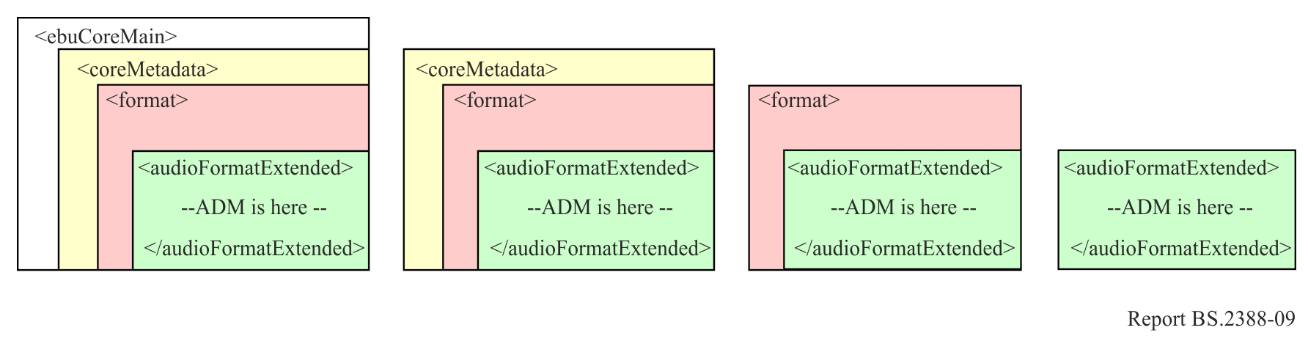 <ebuCoreMain>
<coreMetadata>
<format>
<audioFormatExtended>
--ADM is here --
</audioFormatExtended>
<coreMetadata>
<format>
<audioFormatExtended>
--ADM is here --
</audioFormatExtended>
<format>
<audioFormatExtended>
--ADM is here --
</audioFormatExtended>
<audioFormatExtended>
--ADM is here --
</audioFormatExtended>
Report BS.2388-09